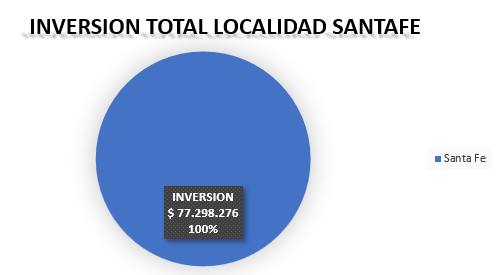 INVERSION TOTAL LOCALIDAD SANTAFE
INVERSION
$ 77.298.276
100%
Santa Fe